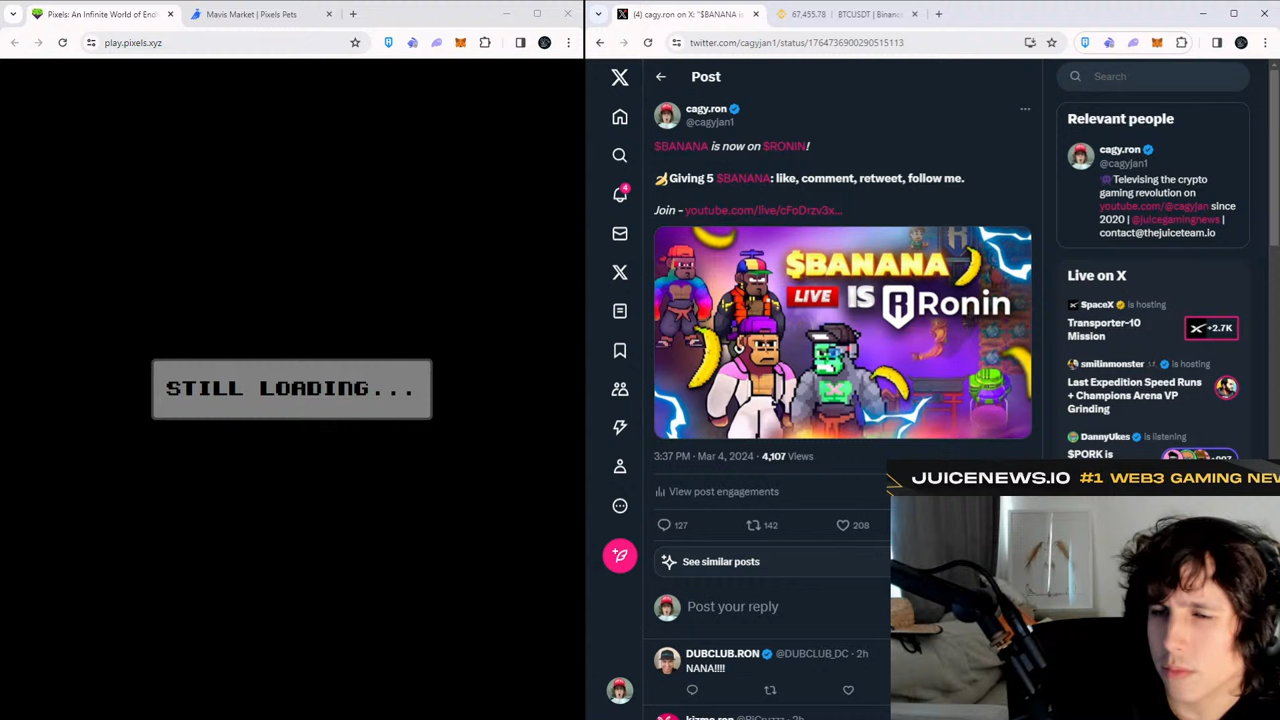 Pixels: An Infinite World of End
Mavis Market | Pixels Pets
play.pixels.xyz
STILL LOADING...
(4) cagy.ron on X: "$BANANA is
67,455.78 | BTCUSDT | Binanc
twitter.com/cagyjan1/status/1764736900290515113
Post
cagy.ron
@cagyjan1
$BANANA is now on $RONIN!
Giving 5 $BANANA: like, comment, retweet, follow me.
Join - youtube.com/live/cFoDrzv3x...
$BANANA
LIVE IS Ronin
3:37 PM · Mar 4, 2024 · 4,107 Views
View post engagements
127 142 208
See similar posts
Post your reply
DUBCLUB.RON @DUBCLUB_DC · 2h
NANA!!!!
kizmo.ron
2h
4
Search
Relevant people
cagy.ron
@cagyjan1
Televising the crypto
gaming revolution on
youtube.com/@cagyjan since
2020 | @juicegamingnews |
contact@thejuiceteam.io
Live on X
SpaceX is hosting
Transporter-10
Mission
+2.7K
smilinmonster is hosting
Last Expedition Speed Runs
+ Champions Arena VP
Grinding
DannyUkes is listening
$PORK is
JUICENEWS.IO #1 WEB3 GAMING NEW